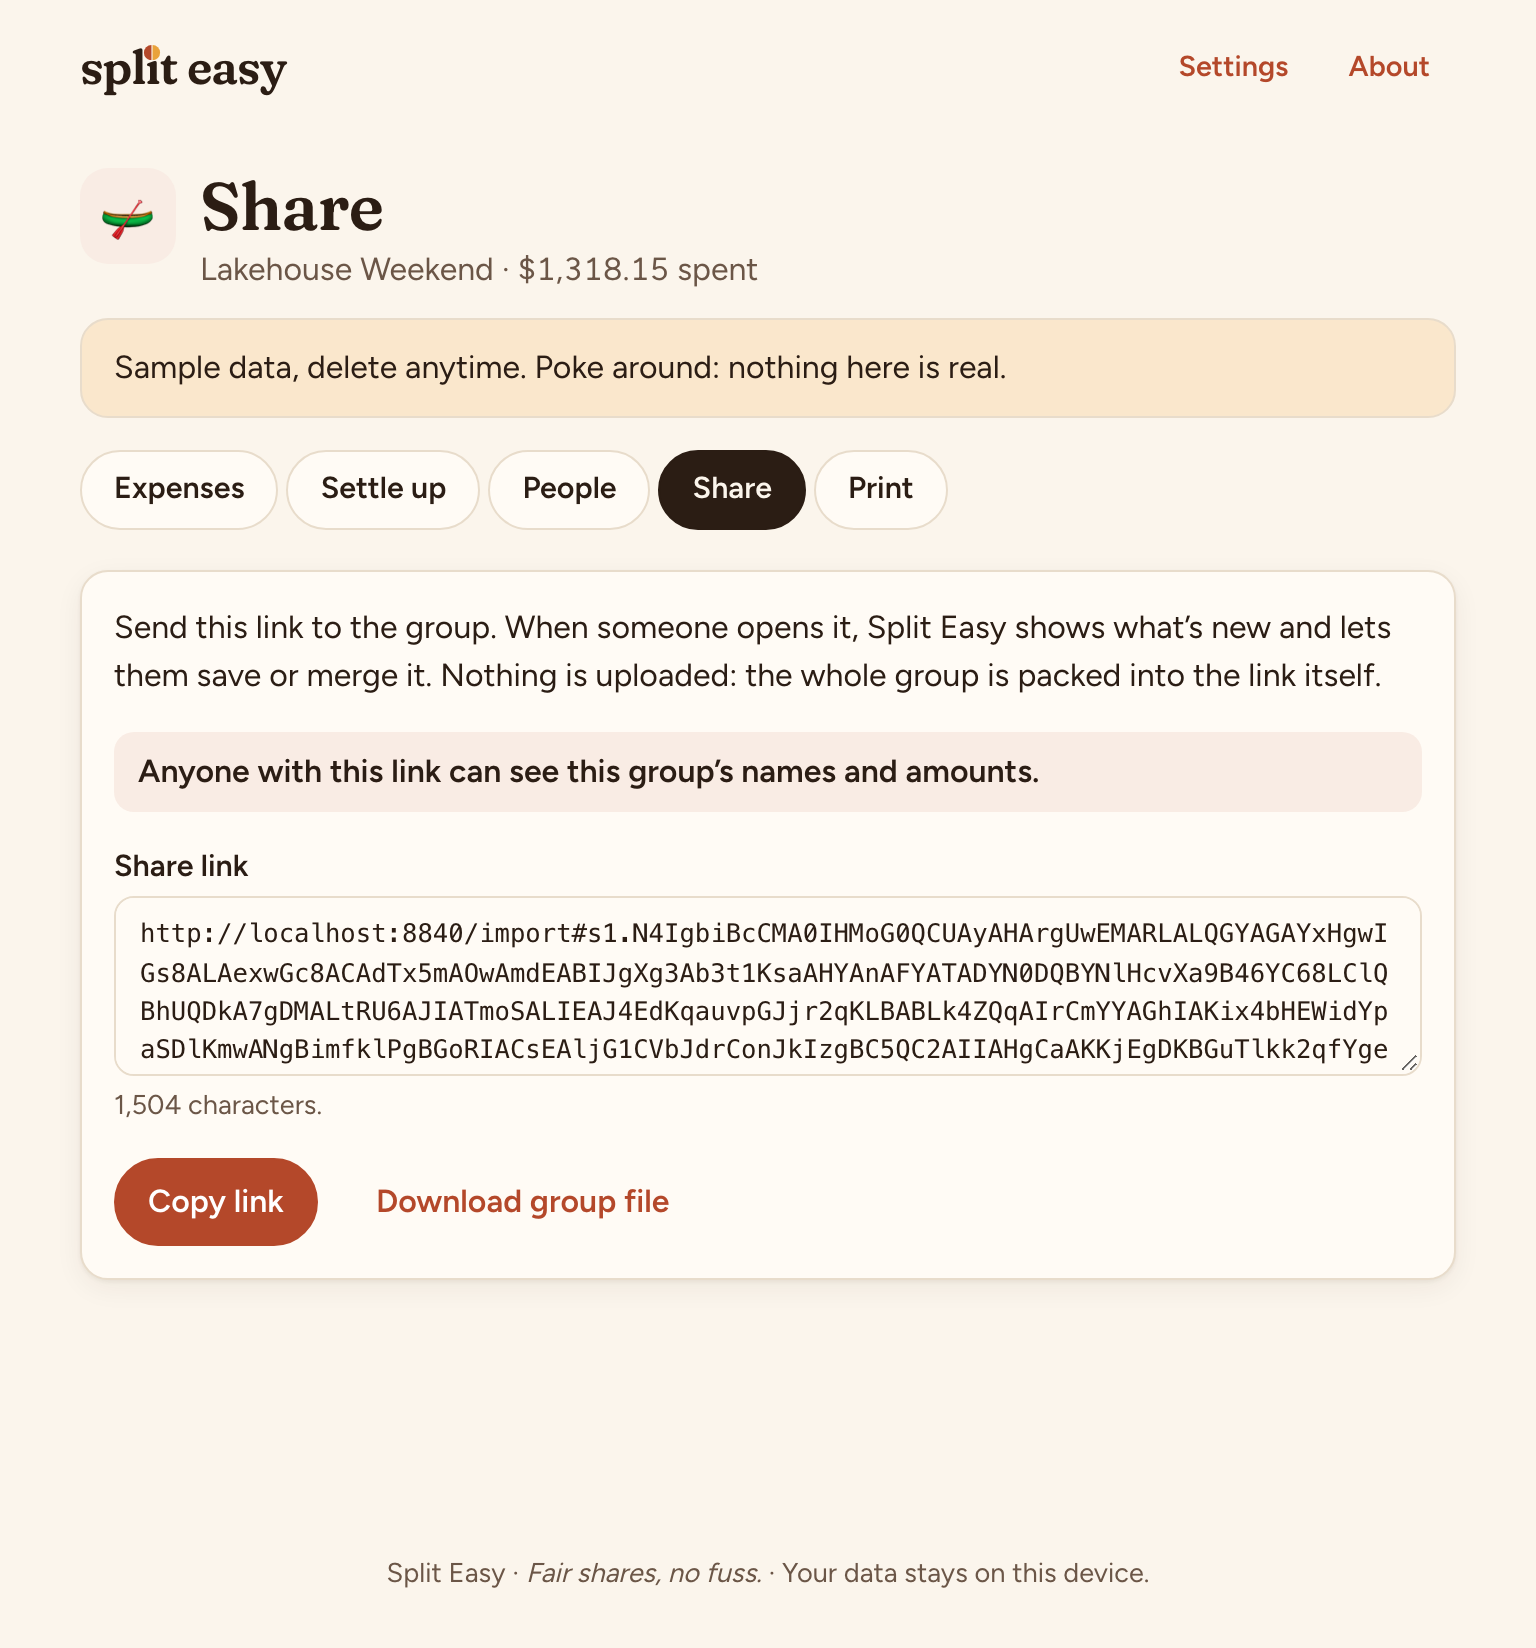 split easy
Settings
About
Share
Lakehouse Weekend · $1,318.15 spent
Sample data, delete anytime. Poke around: nothing here is real.
Expenses
Settle up
People
Share
Print
Send this link to the group. When someone opens it, Split Easy shows what’s new and lets
them save or merge it. Nothing is uploaded: the whole group is packed into the link itself.
Anyone with this link can see this group’s names and amounts.
Share link
http://localhost:8840/import#s1.N4IgbiBcCMA0IHMoG0QCUAyAHArgUwEMARLALQGYAGAYxHgwI
Gs8ALAexwGc8ACAdTx5mAOwAmdEABIJgXg3Ab3t1KsaAHYAnAFYATADYN0DQBYNlHcvXa9B46YC68LClQ
BhUQDkA7gDMALtRU6AJIATmoSALIEAJ4EdKqauvpGJjr2qKLBABLk4ZQqAIrCmYYAGhIAKix4bHEWidYp
aSDlKmwANgBimfklPgBGoRIACsEAljG1CVbJdrConJkIzgBC5QC2AIIAHgCaAKKjEgDKBGuTlkk2qfYge
1,504 characters.
Copy link
Download group file
Split Easy · Fair shares, no fuss. · Your data stays on this device.